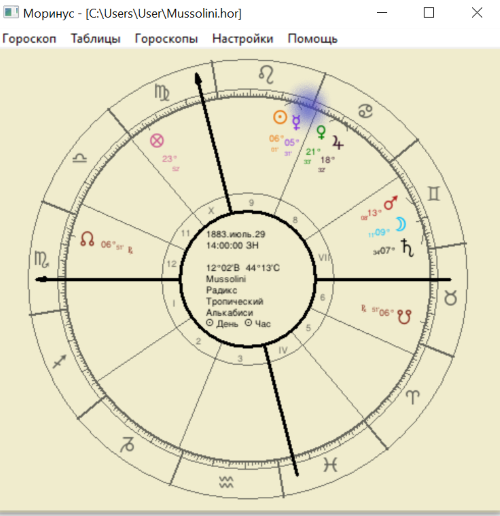 Моринус - [C:\Users\User\Mussolini.hor]
Гороскоп Таблицы Гороскопы Настройки Помощь
06° 05°
21° 18°
23°
X 9 8
11
12
VII
I
6
5
IV
3
2
13°
09°
07°
06°
06°
1883.июль.29
14:00:00 ЗН
12°02'В 44°13'С
Mussolini
Радикс
Тропический
Алькабиси
День Час